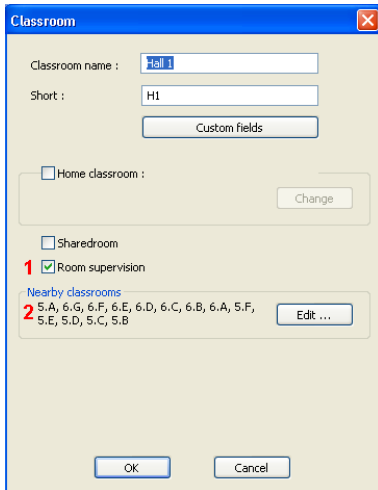 Classroom
Classroom name :
Hall 1
Short :
H1
Custom fields
Home classroom :
Change
Sharedroom
1 Room supervision
Nearby classrooms
2 5.A, 6.G, 6.F, 6.E, 6.D, 6.C, 6.B, 6.A, 5.F,
5.E, 5.D, 5.C, 5.B
Edit ...
OK
Cancel